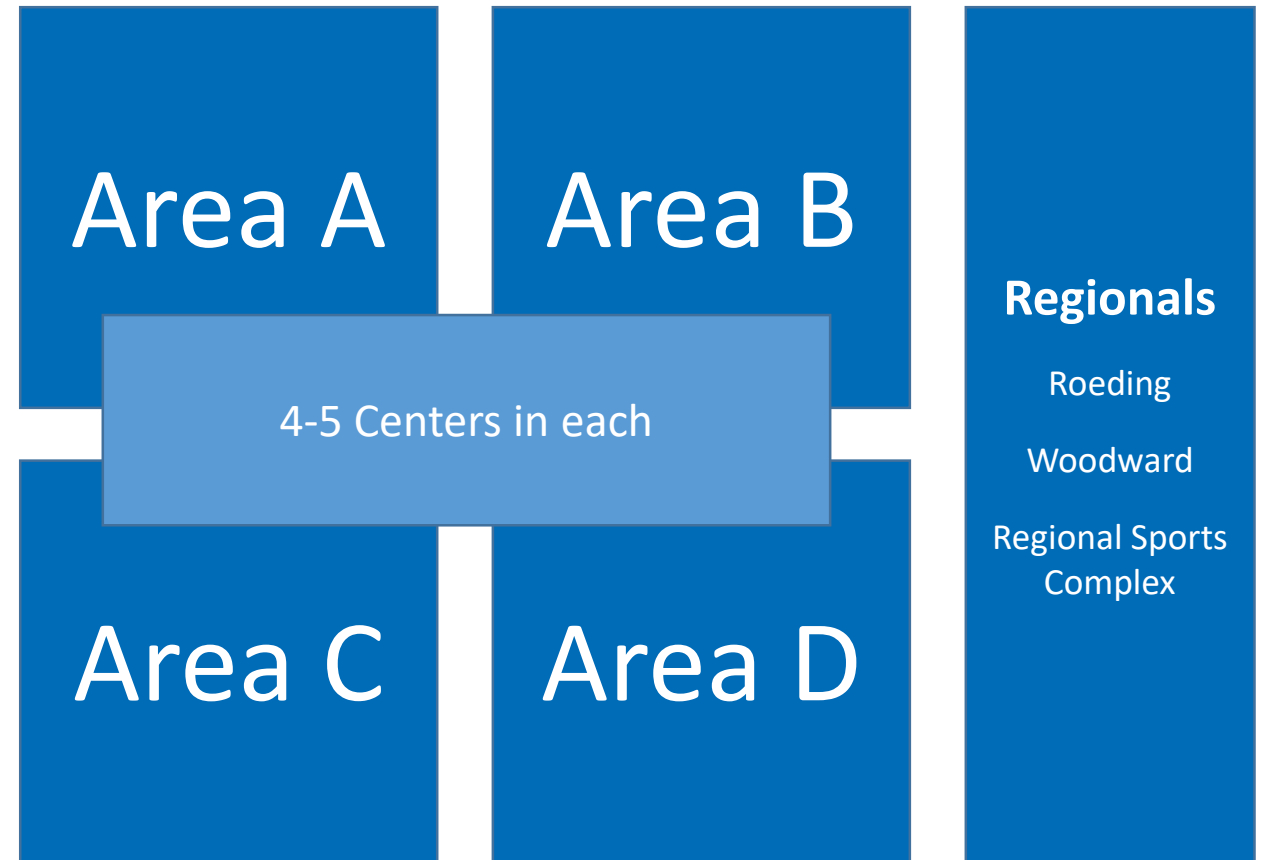 Area A
Area B
4-5 Centers in each
Area C
Area D
Regionals
Roeding
Woodward
Regional Sports
Complex